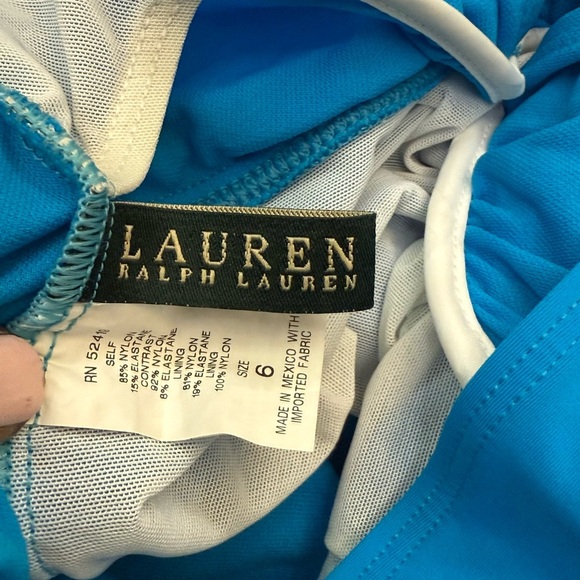 LAUREN
RALPH LAUREN
RN 5241
SELF
85% NYLON
15% ELASTANE
CONTRAST
92% NYLON
8% ELASTANE
LINING
81% NYLON
19% ELASTANE
LINING
100% NYLON
SIZE
6
MADE IN MEXICO WITH
IMPORTED FABRIC